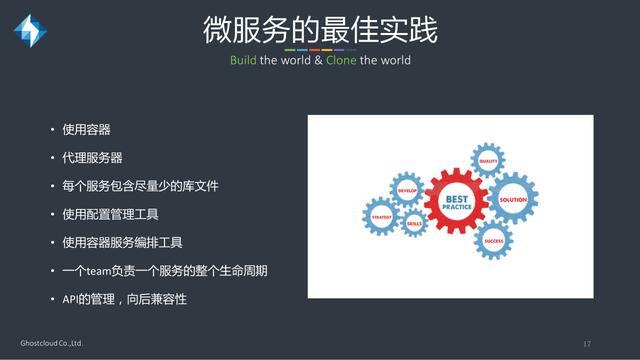 微服务的最佳实践
Build the world & Clone the world
• 使用容器
• 代理服务器
• 每个服务包含尽量少的库文件
• 使用配置管理工具
• 使用容器服务编排工具
• 一个team负责一个服务的整个生命周期
• API的管理，向后兼容性
QUALITY
DEVELOP
BEST
PRACTICE
SOLUTION
STRATEGY
SKILLS
SUCCESS
Ghostcloud Co.,Ltd.
17